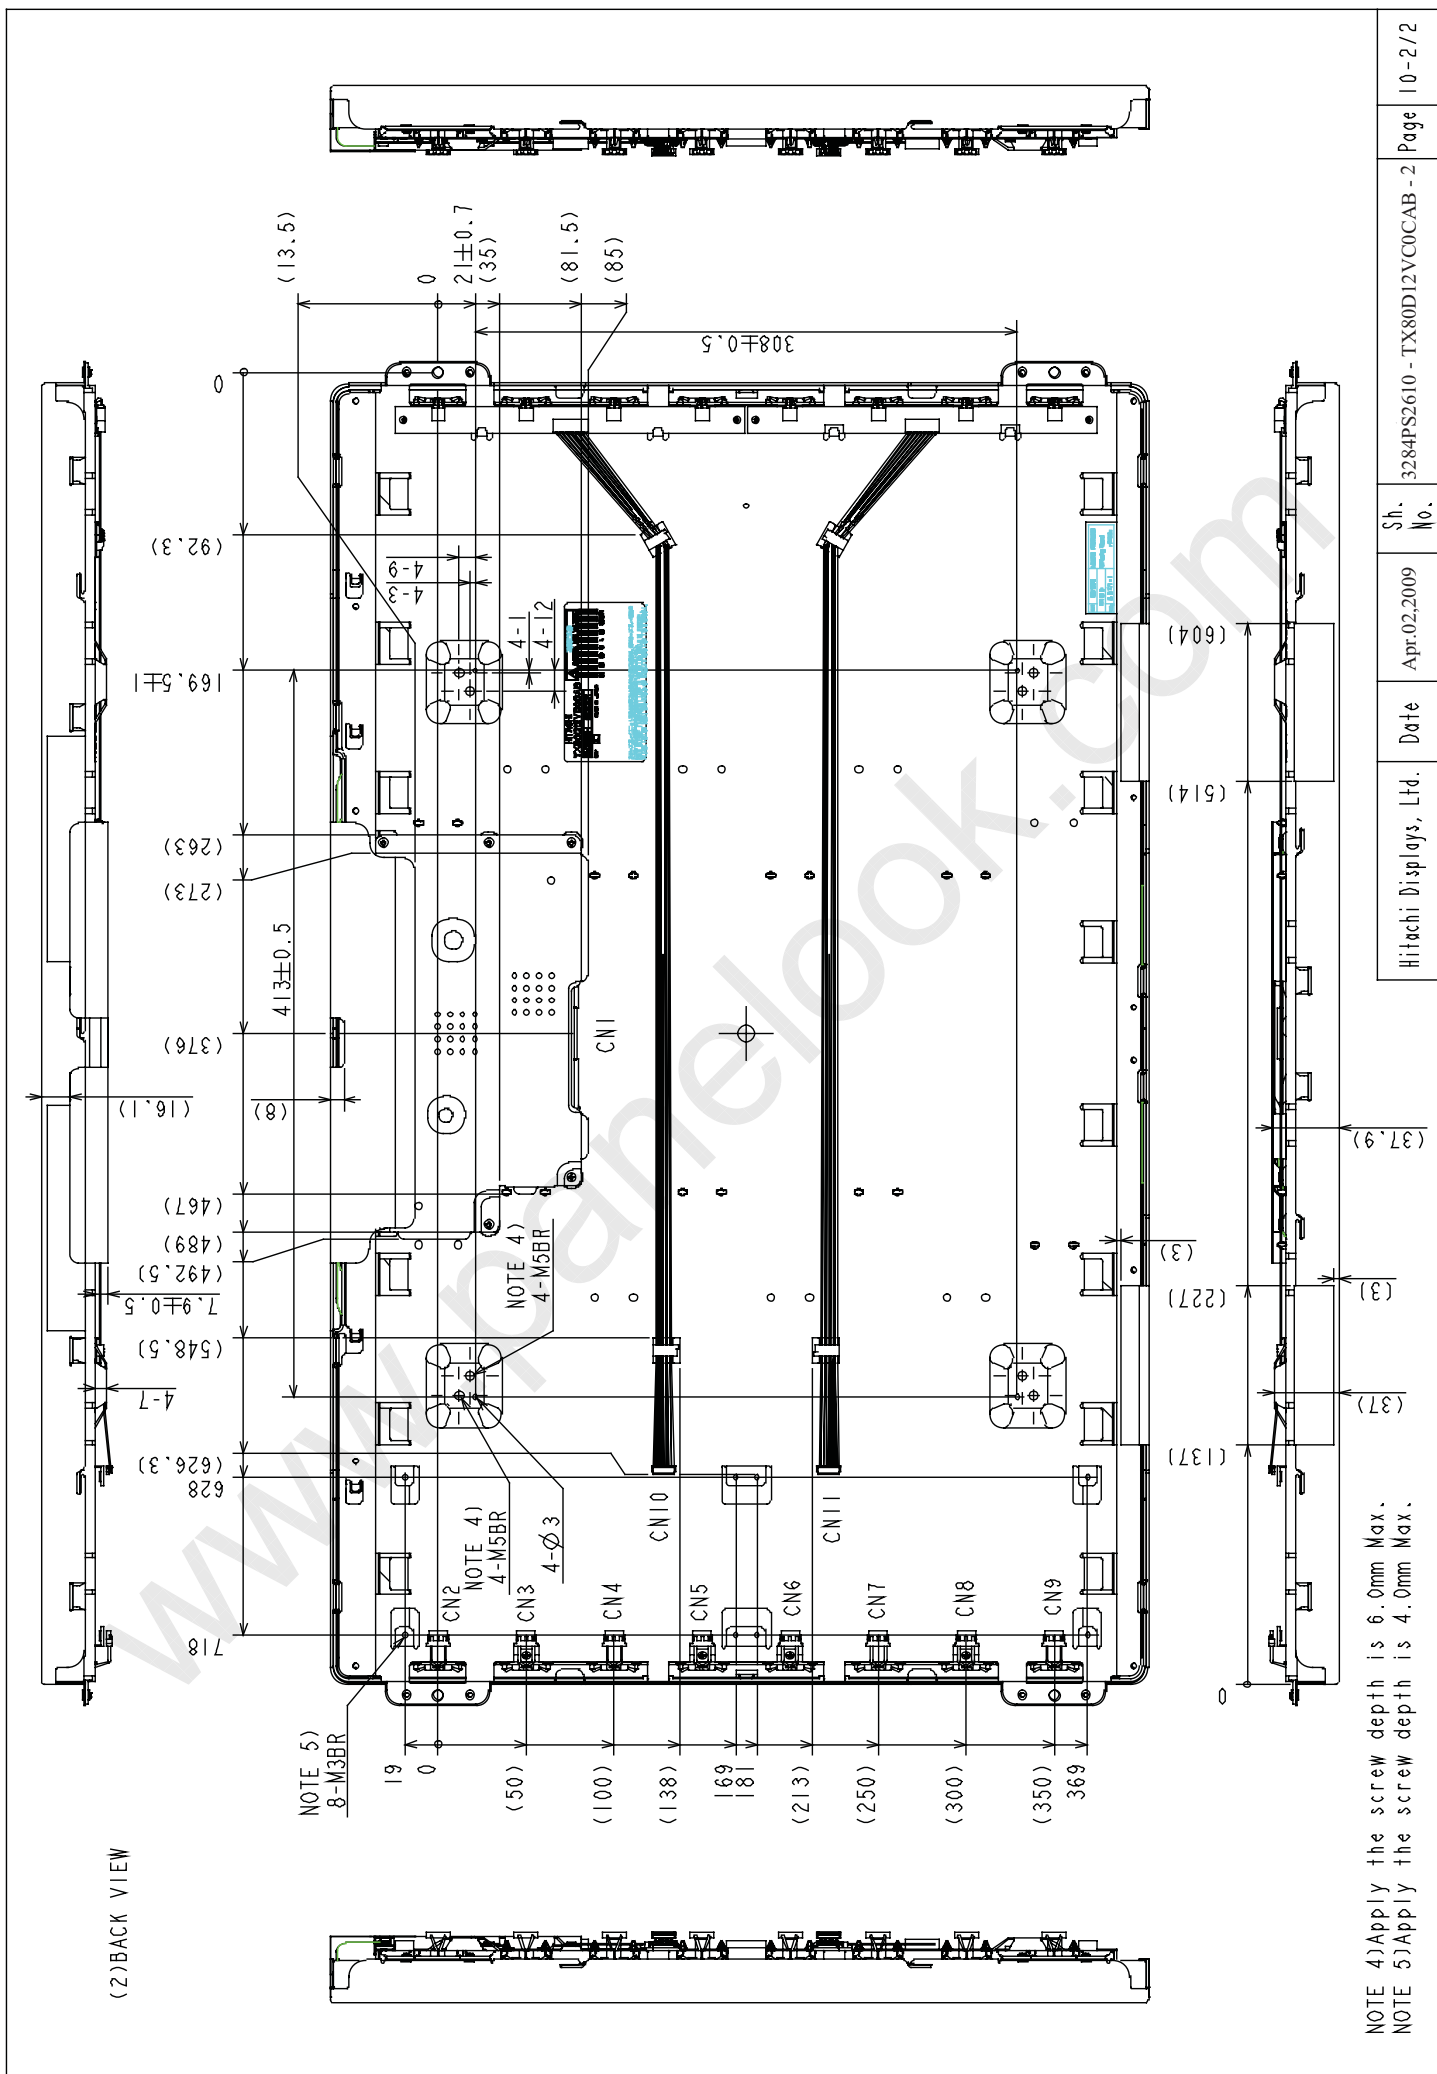 (2)BACK VIEW
0
(92.3)
169.5±1
(263)
(273)
413±0.5
(376)
(16.1)
(8)
(467)
(489)
(492.5)
7.9±0.5
(548.5)
4-7
(626.3)
628
718
(13.5)
0
21±0.7
(35)
(81.5)
(85)
308±0.5
4-9
4-3
4-1
4-12
CN1
NOTE 4)
4-M5BR
NOTE 4)
4-M5BR
4-Ø3
NOTE 5)
8-M3BR
CN10
CN11
CN2
CN3
CN4
CN5
CN6
CN7
CN8
CN9
19
0
(50)
(100)
(138)
169
181
(213)
(250)
(300)
(350)
369
(604)
(514)
(3)
(227)
(137)
0
(37.9)
(3)
(37)
NOTE 4)Apply the screw depth is 6.0mm Max.
NOTE 5)Apply the screw depth is 4.0mm Max.
Hitachi Displays, Ltd.
Date
Apr.02,2009
Sh.
No.
3284PS2610 - TX80D12VC0CAB - 2
Page
10-2/2
www.panelook.com